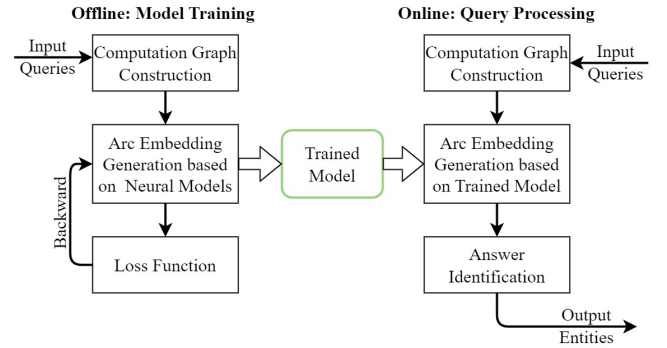 Offline: Model Training
Input
Queries
Computation Graph
Construction
Arc Embedding
Generation based
on Neural Models
Backward
Loss Function
Trained
Model
Online: Query Processing
Computation Graph
Construction
Input
Queries
Arc Embedding
Generation based
on Trained Model
Answer
Identification
Output
Entities